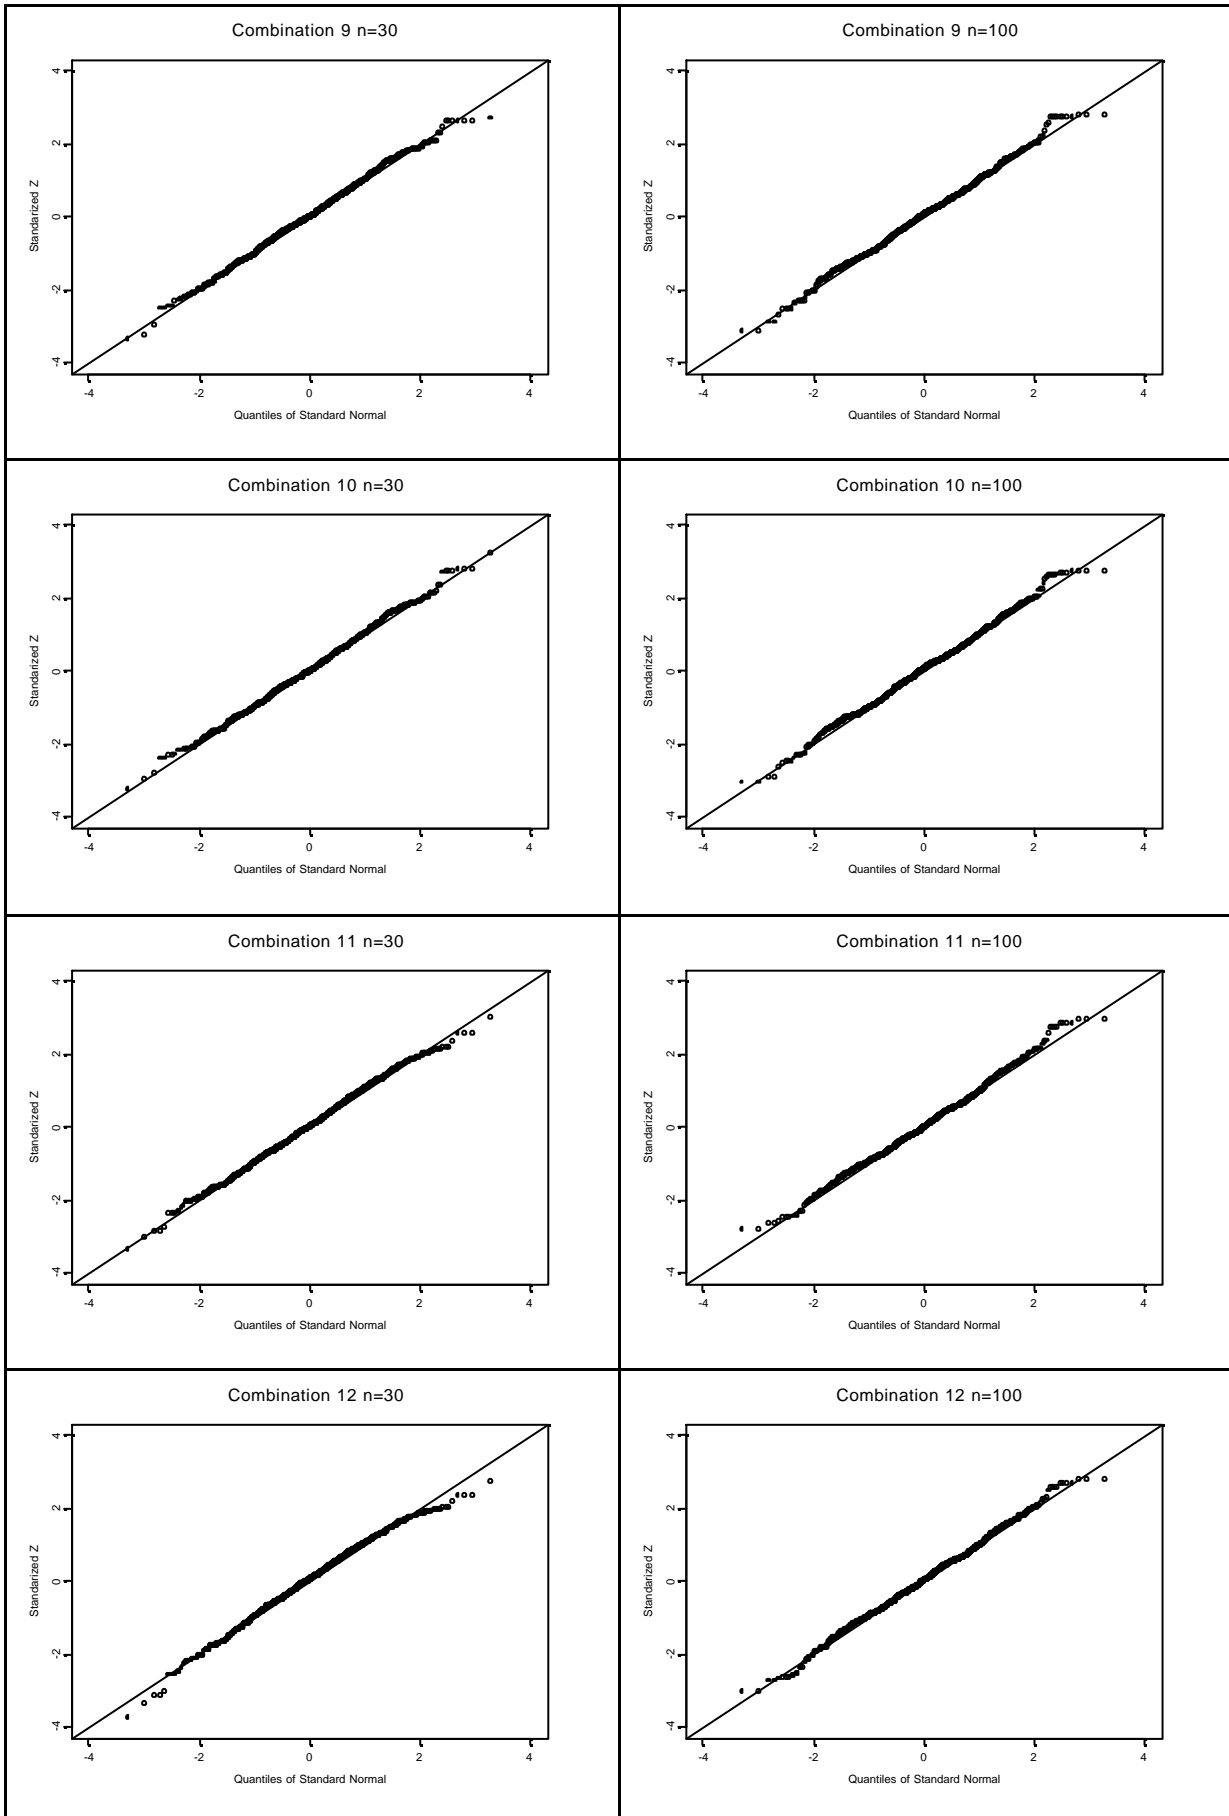 Combination 9 n=30
4
2
0
-2
-4
Standarized Z
-4 -2 0 2 4
Quantiles of Standard Normal
Combination 9 n=100
4
2
0
-2
-4
Standarized Z
-4 -2 0 2 4
Quantiles of Standard Normal
Combination 10 n=30
4
2
0
-2
-4
Standarized Z
-4 -2 0 2 4
Quantiles of Standard Normal
Combination 10 n=100
4
2
0
-2
-4
Standarized Z
-4 -2 0 2 4
Quantiles of Standard Normal
Combination 11 n=30
4
2
0
-2
-4
Standarized Z
-4 -2 0 2 4
Quantiles of Standard Normal
Combination 11 n=100
4
2
0
-2
-4
Standarized Z
-4 -2 0 2 4
Quantiles of Standard Normal
Combination 12 n=30
4
2
0
-2
-4
Standarized Z
-4 -2 0 2 4
Quantiles of Standard Normal
Combination 12 n=100
4
2
0
-2
-4
Standarized Z
-4 -2 0 2 4
Quantiles of Standard Normal